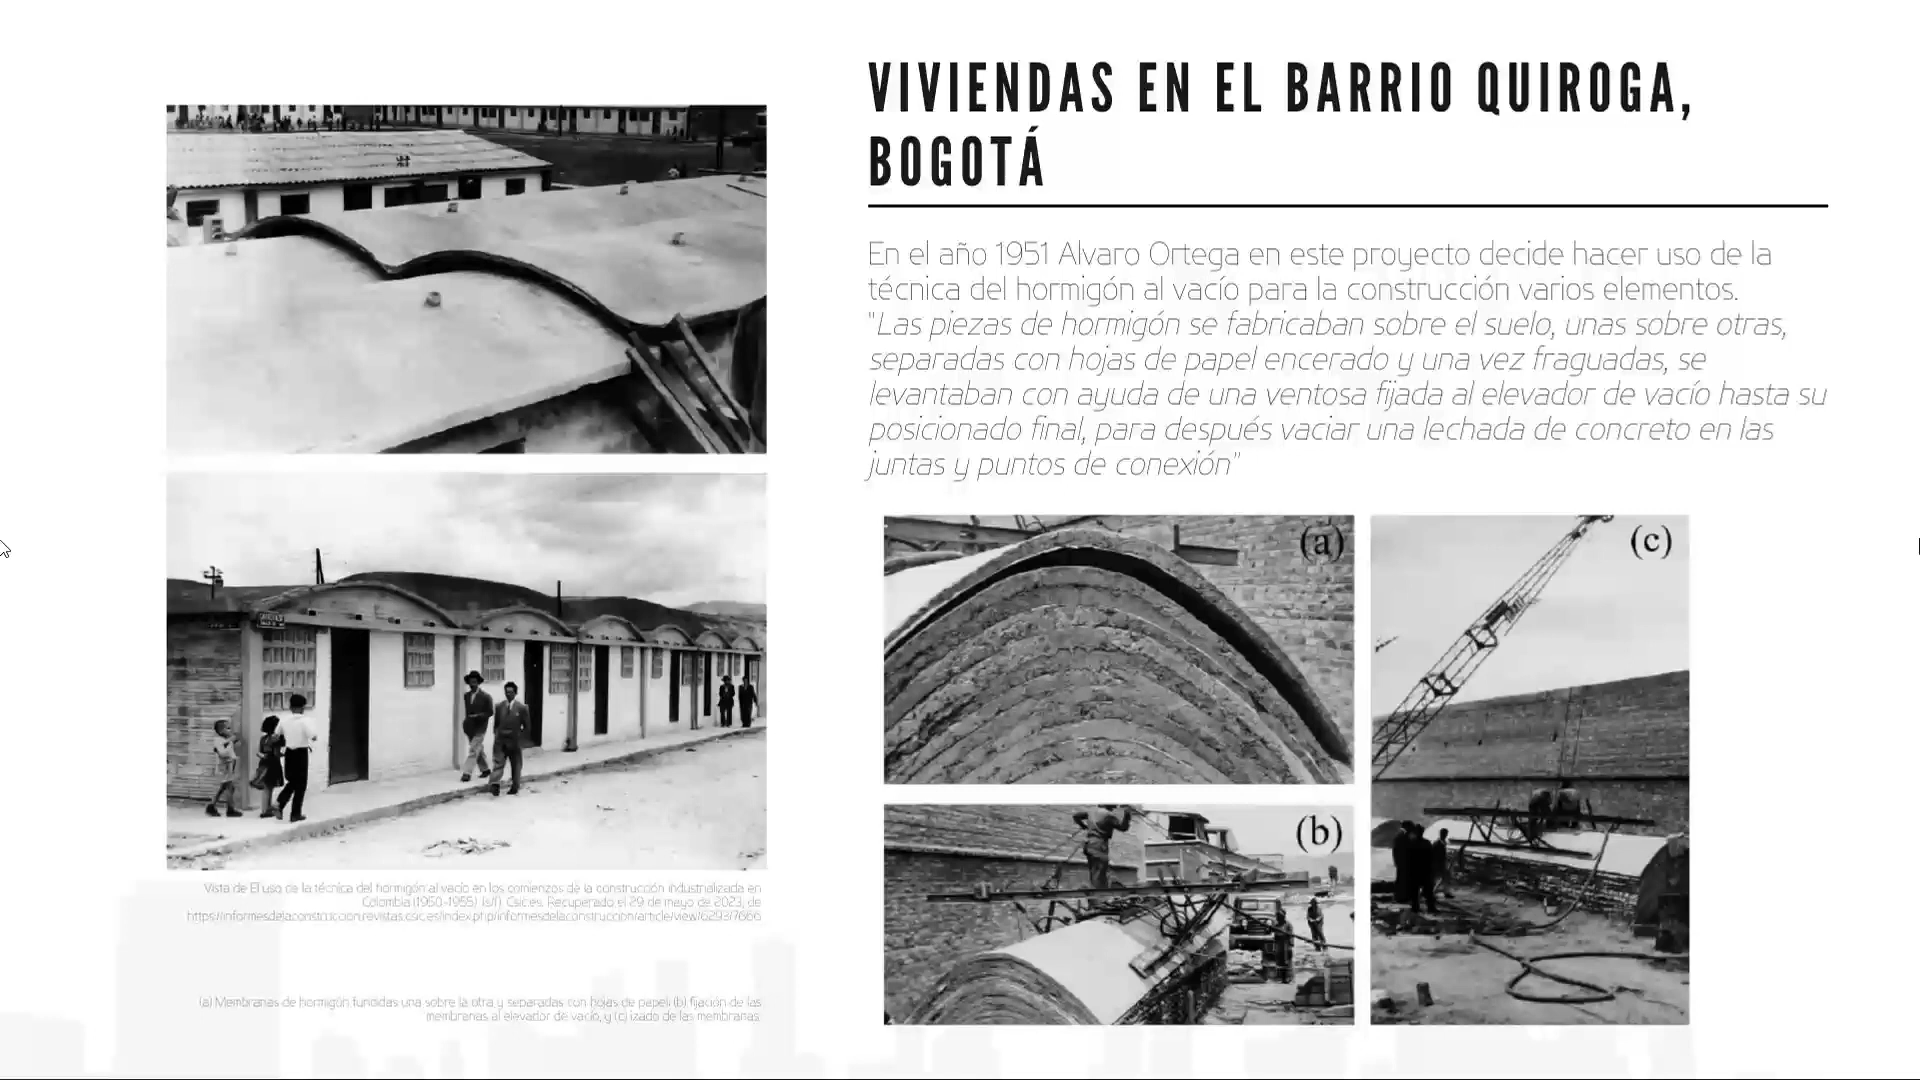 VIVIENDAS EN EL BARRIO QUIROGA,
BOGOTÁ
En el año 1951 Alvaro Ortega en este proyecto decide hacer uso de la
técnica del hormigón al vacío para la construcción varios elementos.
"Las piezas de hormigón se fabricaban sobre el suelo, unas sobre otras,
separadas con hojas de papel encerado y una vez fraguadas, se
levantaban con ayuda de una ventosa fijada al elevador de vacío hasta su
posicionado final, para después vaciar una lechada de concreto en las
juntas y puntos de conexión"
(a)
(b)
(c)
Vista de El uso de la técnica del hormigón al vacío en los comienzos de la construcción industrializada en
Colombia (1950-1955). (s/f). Csic.es. Recuperado el 29 de mayo de 2023, de
https://informesdelaconstruccion.revistas.csic.es/index.php/informesdelaconstruccion/article/view/6293/7666
(a) Membranas de hormigón fundidas una sobre la otra y separadas con hojas de papel; (b) fijación de las
membranas al elevador de vacío, y (c) izado de las membranas.